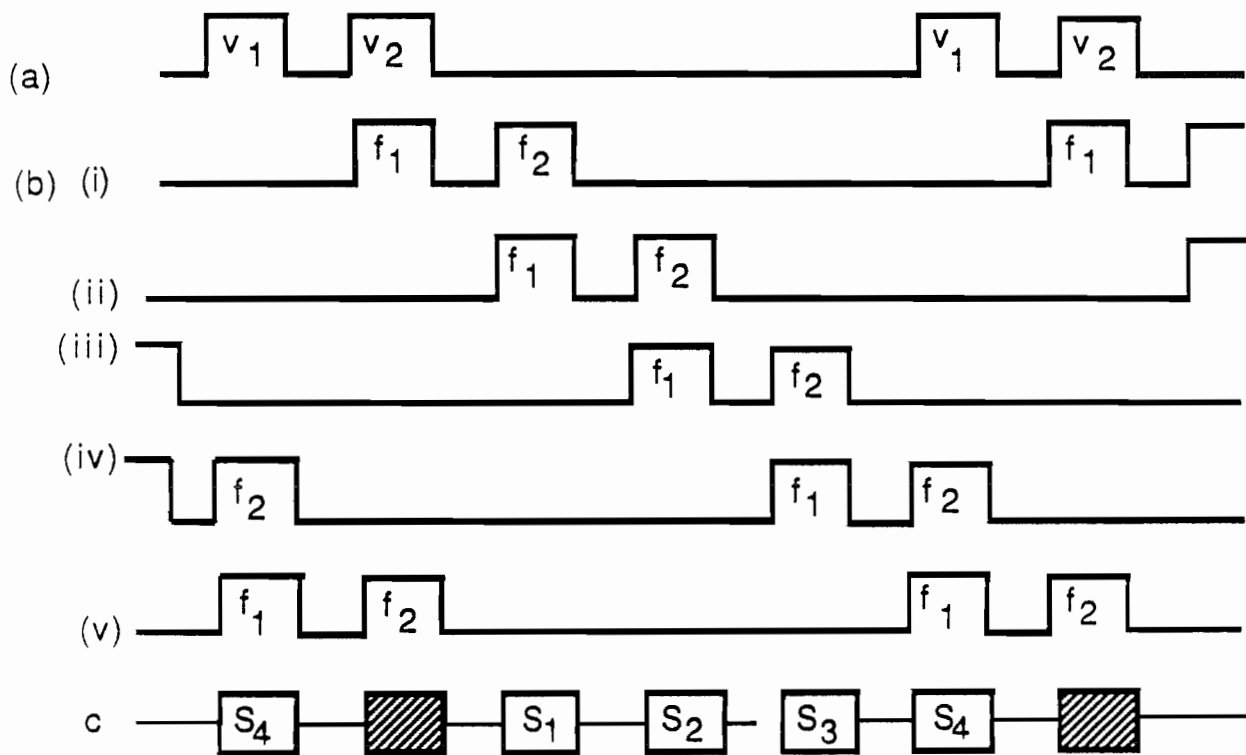 (a) v1 v2 v1 v2
(b) (i) f1 f2 f1
(ii) f1 f2
(iii) f1 f2
(iv) f2 f1 f2
(v) f1 f2 f1 f2
c S4 S1 S2 S3 S4